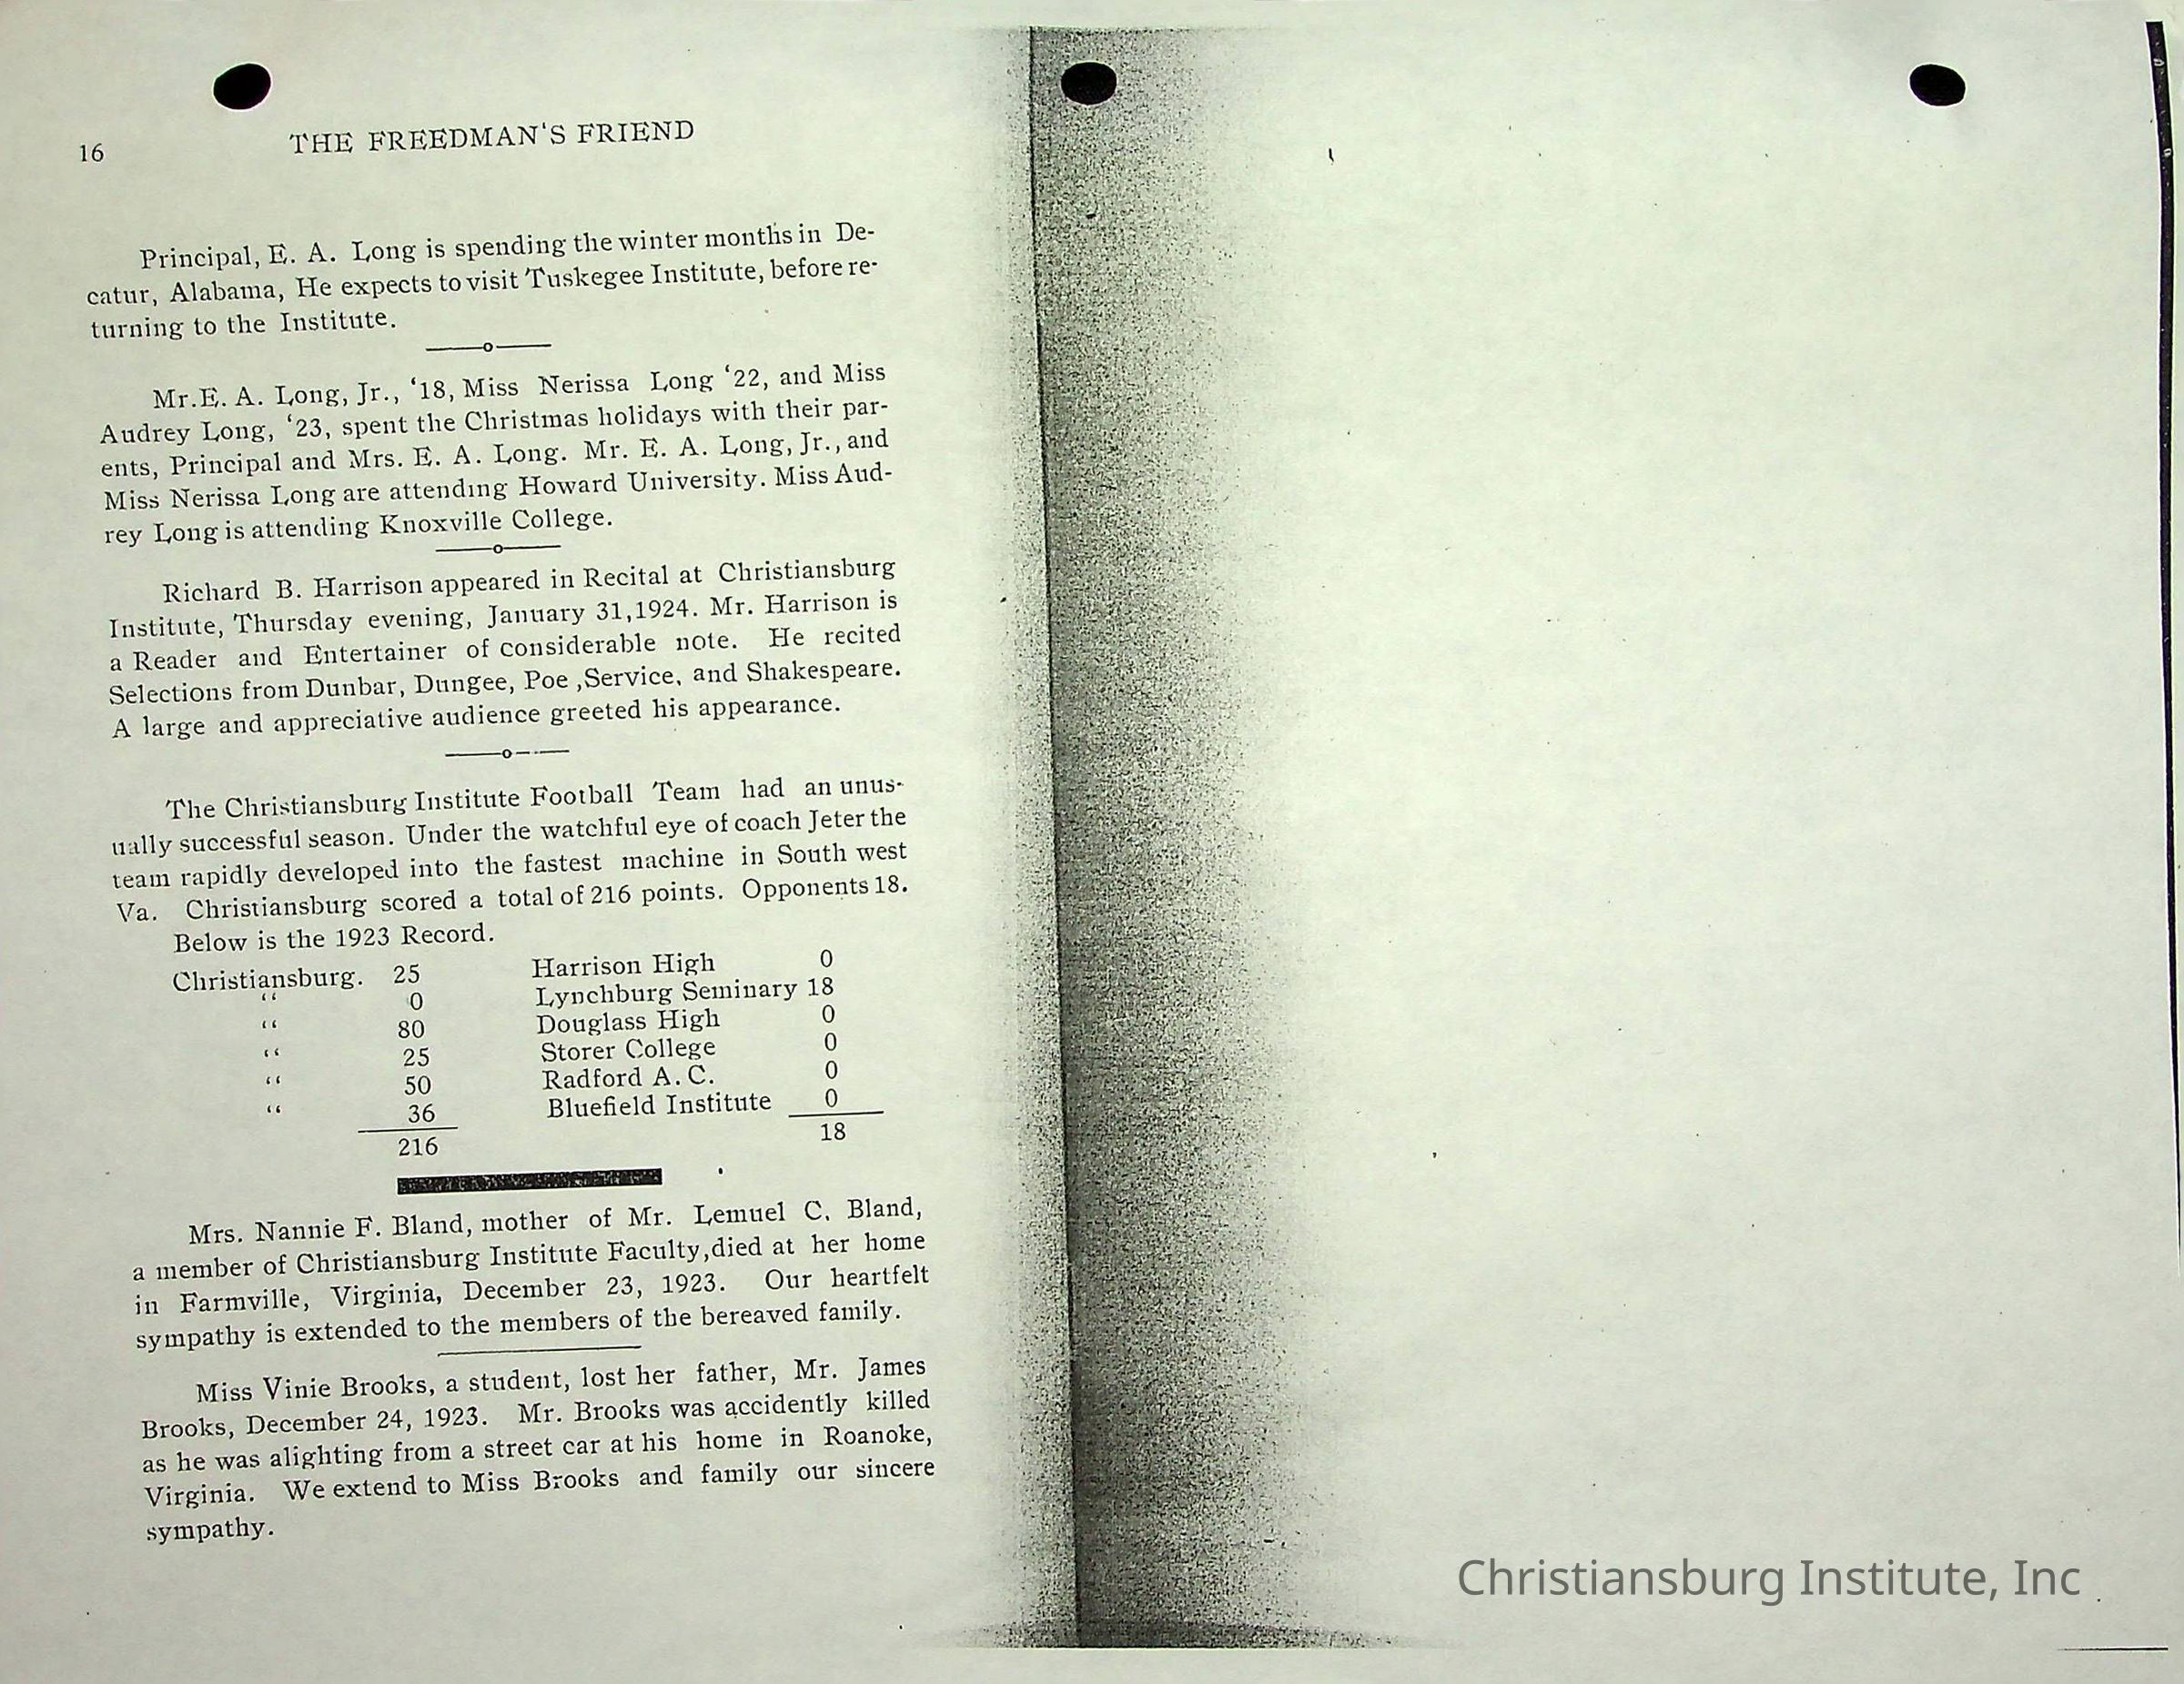 16
THE FREEDMAN'S FRIEND
Principal, E. A. Long is spending the winter months in De-
catur, Alabama, He expects to visit Tuskegee Institute, before re-
turning to the Institute.
Mr.E. A. Long, Jr., ‘18, Miss Nerissa Long ‘22, and Miss
Audrey Long, ‘23, spent the Christmas holidays with their par-
ents, Principal and Mrs. E. A. Long. Mr. E. A. Long, Jr., and
Miss Nerissa Long are attending Howard University. Miss Aud-
rey Long is attending Knoxville College.
Richard B. Harrison appeared in Recital at Christiansburg
Institute, Thursday evening, January 31,1924. Mr. Harrison is
a Reader and Entertainer of considerable note. He recited
Selections from Dunbar, Dungee, Poe ,Service, and Shakespeare.
A large and appreciative audience greeted his appearance.
The Christiansburg Institute Football Team had an unus-
ually successful season. Under the watchful eye of coach Jeter the
team rapidly developed into the fastest machine in South west
Va. Christiansburg scored a total of 216 points. Opponents 18.
Below is the 1923 Record.
Christiansburg. 25 Harrison High 0
“ 0 Lynchburg Seminary 18
“ 80 Douglass High 0
“ 25 Storer College 0
“ 50 Radford A. C. 0
“ 36 Bluefield Institute 0
216 18
Mrs. Nannie F. Bland, mother of Mr. Lemuel C. Bland,
a member of Christiansburg Institute Faculty,died at her home
in Farmville, Virginia, December 23, 1923. Our heartfelt
sympathy is extended to the members of the bereaved family.
Miss Vinie Brooks, a student, lost her father, Mr. James
Brooks, December 24, 1923. Mr. Brooks was accidently killed
as he was alighting from a street car at his home in Roanoke,
Virginia. We extend to Miss Brooks and family our sincere
sympathy.
Christiansburg Institute, Inc